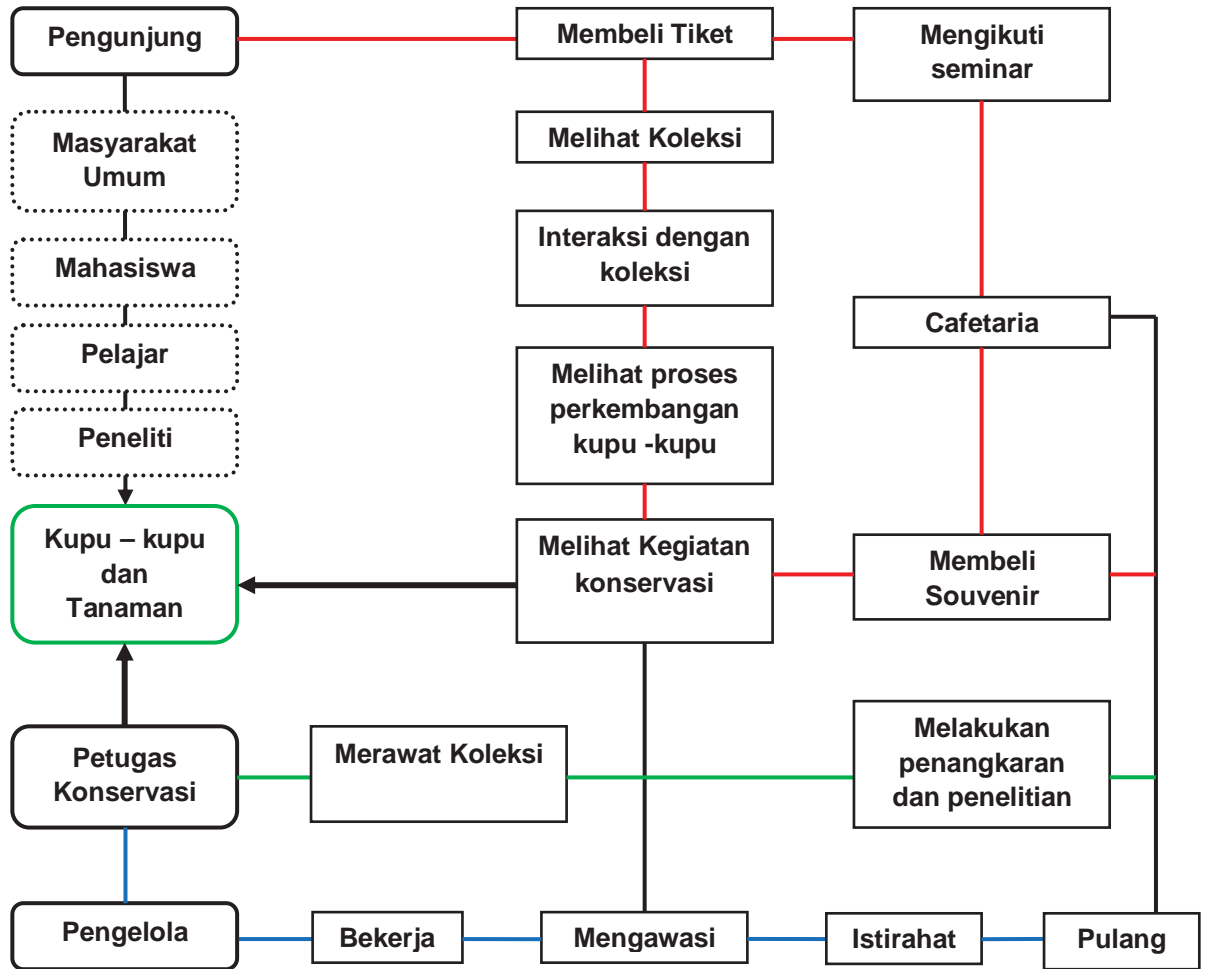 Pengunjung
Membeli Tiket
Mengikuti
seminar
Masyarakat
Umum
Melihat Koleksi
Mahasiswa
Interaksi dengan
koleksi
Pelajar
Cafetaria
Peneliti
Melihat proses
perkembangan
kupu -kupu
Kupu – kupu
dan
Tanaman
Melihat Kegiatan
konservasi
Membeli
Souvenir
Petugas
Konservasi
Merawat Koleksi
Melakukan
penangkaran
dan penelitian
Pengelola
Bekerja
Mengawasi
Istirahat
Pulang